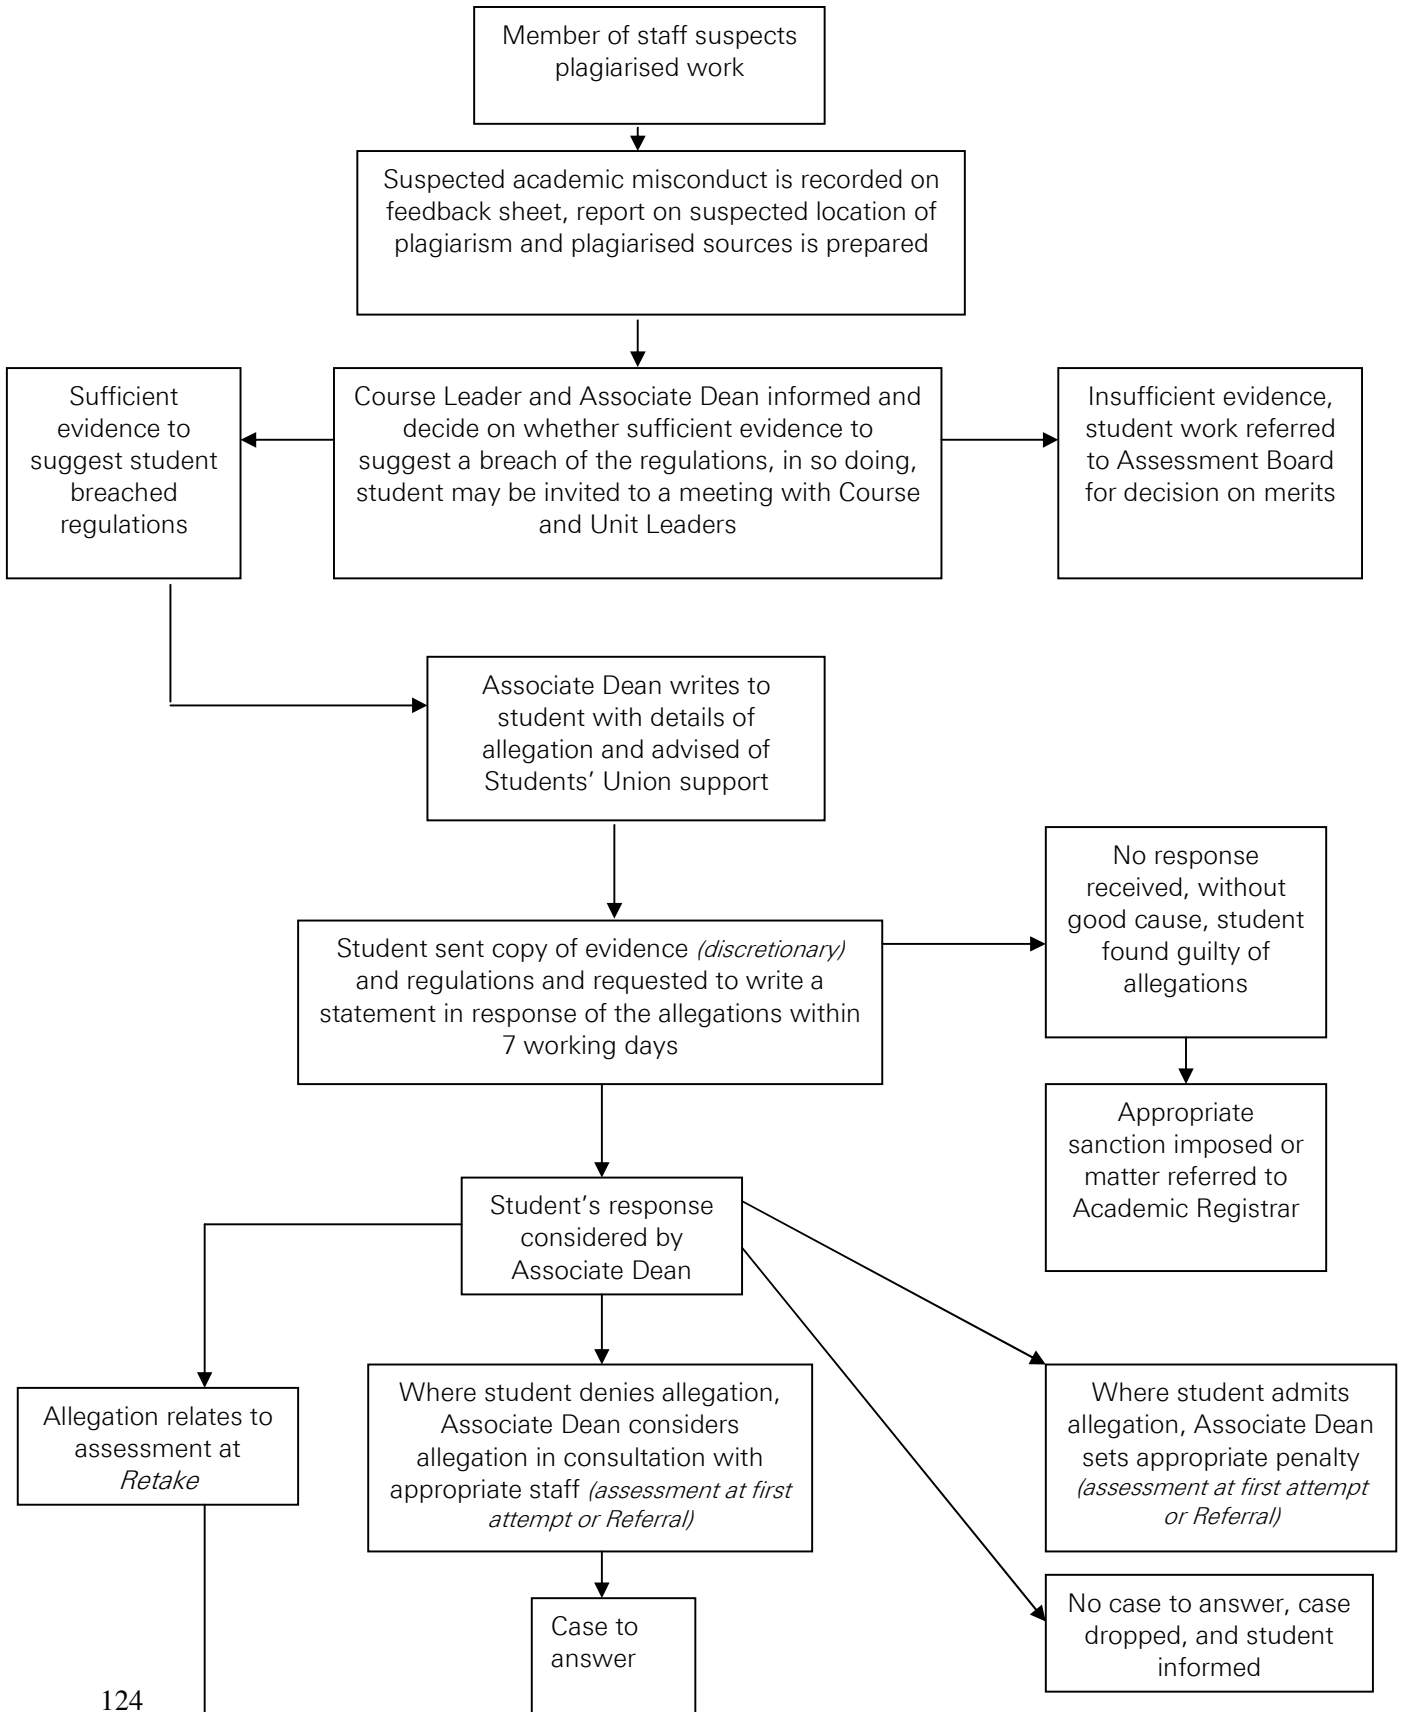 Member of staff suspects
plagiarised work
Suspected academic misconduct is recorded on
feedback sheet, report on suspected location of
plagiarism and plagiarised sources is prepared
Sufficient
evidence to
suggest student
breached
regulations
Course Leader and Associate Dean informed and
decide on whether sufficient evidence to
suggest a breach of the regulations, in so doing,
student may be invited to a meeting with Course
and Unit Leaders
Insufficient evidence,
student work referred
to Assessment Board
for decision on merits
Associate Dean writes to
student with details of
allegation and advised of
Students’ Union support
No response
received, without
good cause, student
found guilty of
allegations
Student sent copy of evidence (discretionary)
and regulations and requested to write a
statement in response of the allegations within
7 working days
Appropriate
sanction imposed or
matter referred to
Academic Registrar
Student’s response
considered by
Associate Dean
Allegation relates to
assessment at
Retake
Where student denies allegation,
Associate Dean considers
allegation in consultation with
appropriate staff (assessment at first
attempt or Referral)
Where student admits
allegation, Associate Dean
sets appropriate penalty
(assessment at first attempt
or Referral)
Case to
answer
No case to answer, case
dropped, and student
informed
124